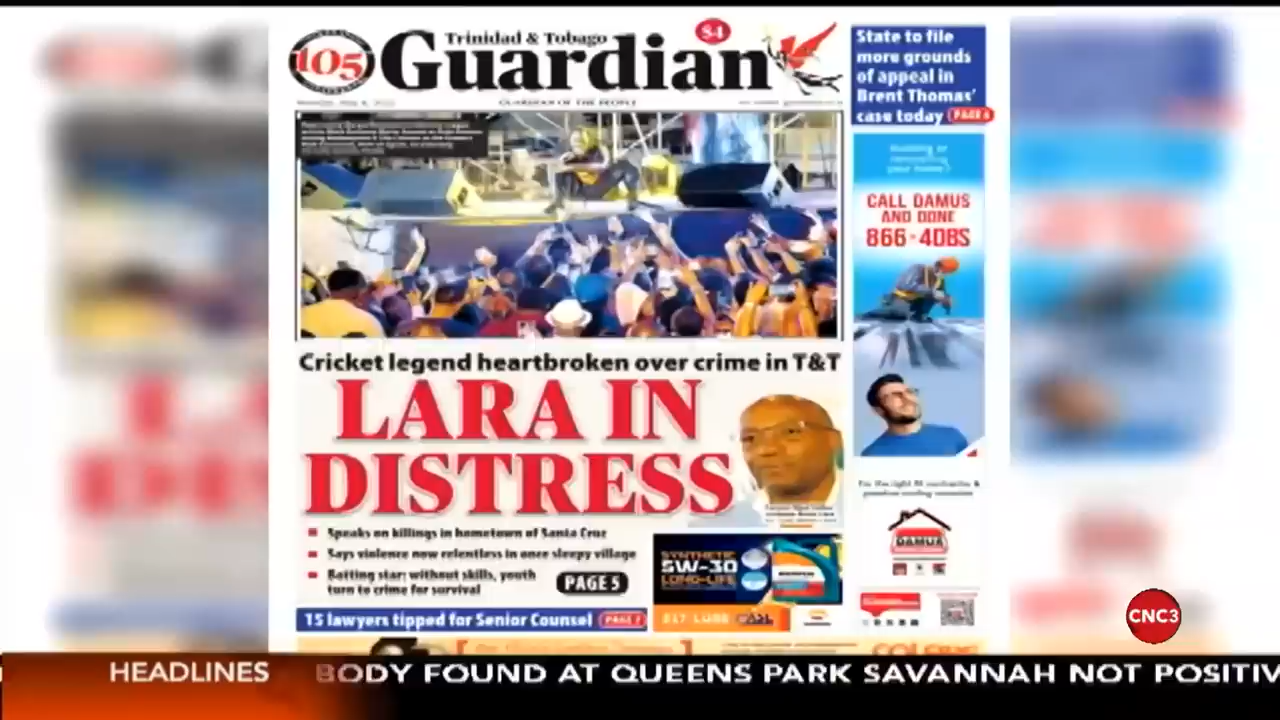 105
Trinidad & Tobago
$4
Guardian
GUARDIAN OF THE PEOPLE
State to file
more grounds
of appeal in
Brent Thomas'
case today PAGE 6
CALL DAMUS
AND DONE
866-4DBS
Cricket legend heartbroken over crime in T&T
LARA IN
DISTRESS
Speaks on killings in hometown of Santa Cruz
Says violence now relentless in once sleepy village
Batting star: without skills, youth
turn to crime for survival
PAGE 5
SYNTHETIC
5W-30
LONG-LIFE
DAMUS
15 lawyers tipped for Senior Counsel
CNC3
HEADLINES
BODY FOUND AT QUEENS PARK SAVANNAH NOT POSITIV